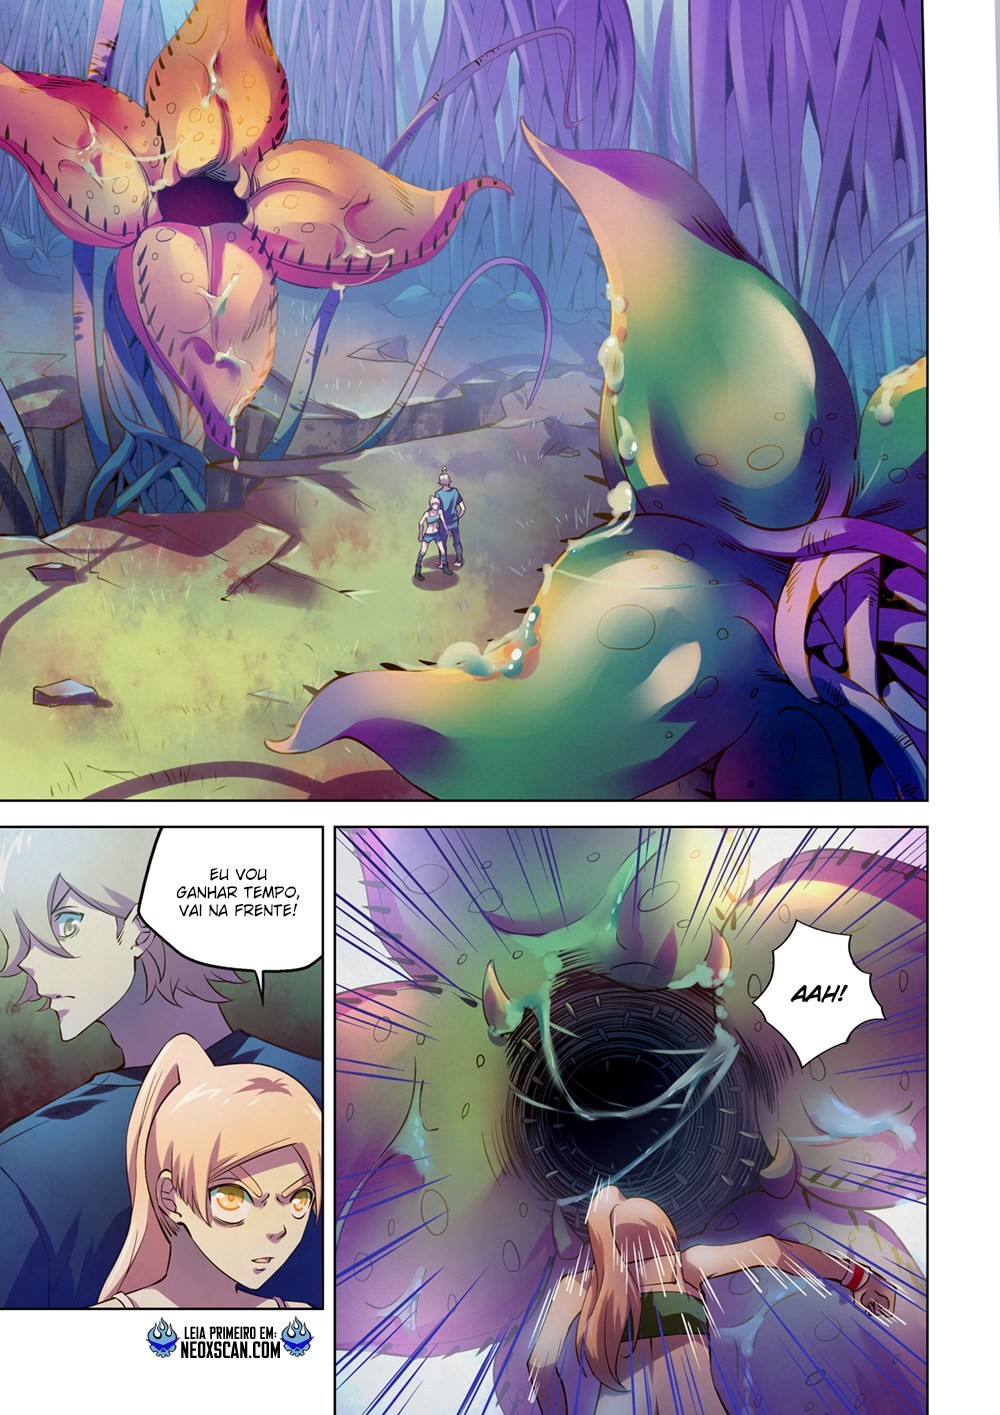 EU VOU
GANHAR TEMPO,
VAI NA FRENTE!
AAH!
LEIA PRIMEIRO EM:
NEOXSCAN.COM